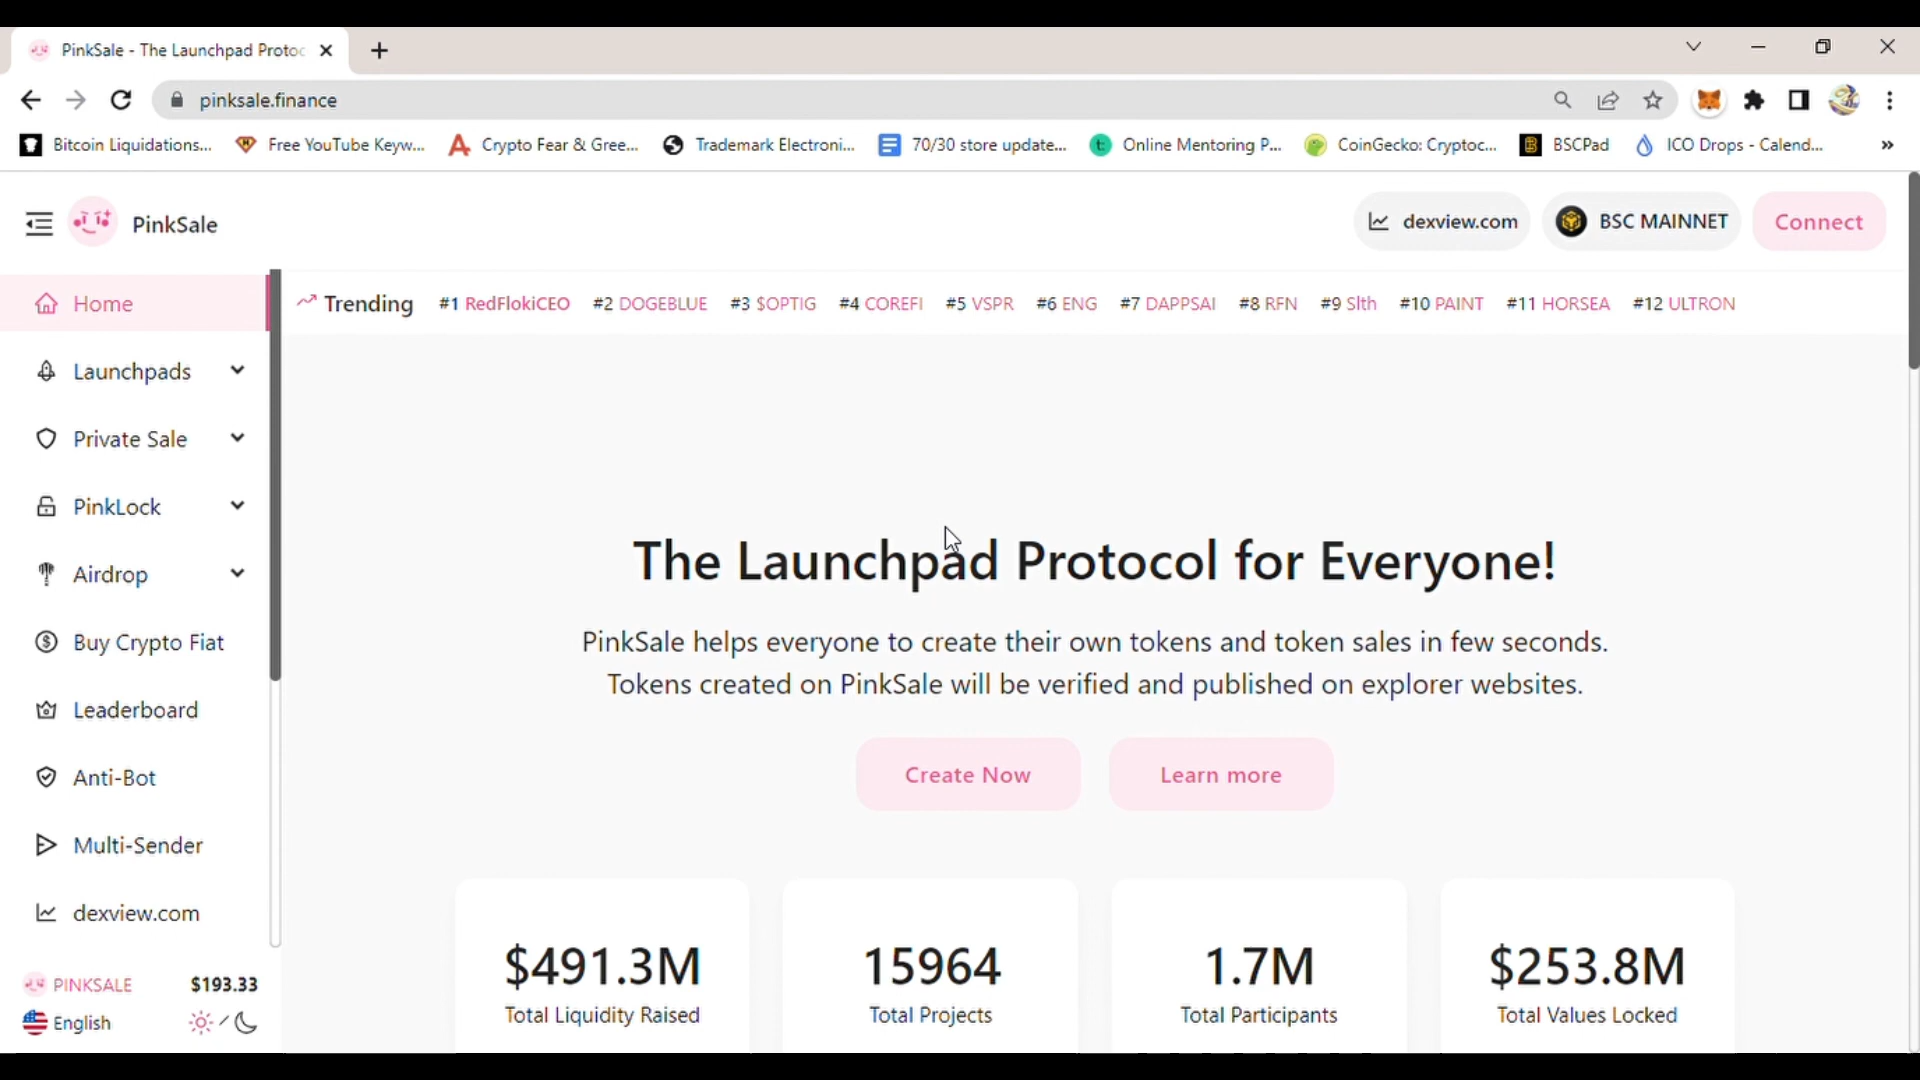 PinkSale - The Launchpad Protoc
pinksale.finance
Bitcoin Liquidations...
Free YouTube Keyw...
Crypto Fear & Gree...
Trademark Electroni...
70/30 store update...
Online Mentoring P...
CoinGecko: Cryptoc...
BSCPad
ICO Drops - Calend...
»
PinkSale
dexview.com
BSC MAINNET
Connect
Home
Launchpads
Private Sale
PinkLock
Airdrop
Buy Crypto Fiat
Leaderboard
Anti-Bot
Multi-Sender
dexview.com
PINKSALE $193.33
English
Trending #1 RedFlokiCEO #2 DOGEBLUE #3 $OPTIG #4 COREFI #5 VSPR #6 ENG #7 DAPPSAI #8 RFN #9 Slth #10 PAINT #11 HORSEA #12 ULTRON
The Launchpad Protocol for Everyone!
PinkSale helps everyone to create their own tokens and token sales in few seconds.
Tokens created on PinkSale will be verified and published on explorer websites.
Create Now
Learn more
$491.3M
Total Liquidity Raised
15964
Total Projects
1.7M
Total Participants
$253.8M
Total Values Locked